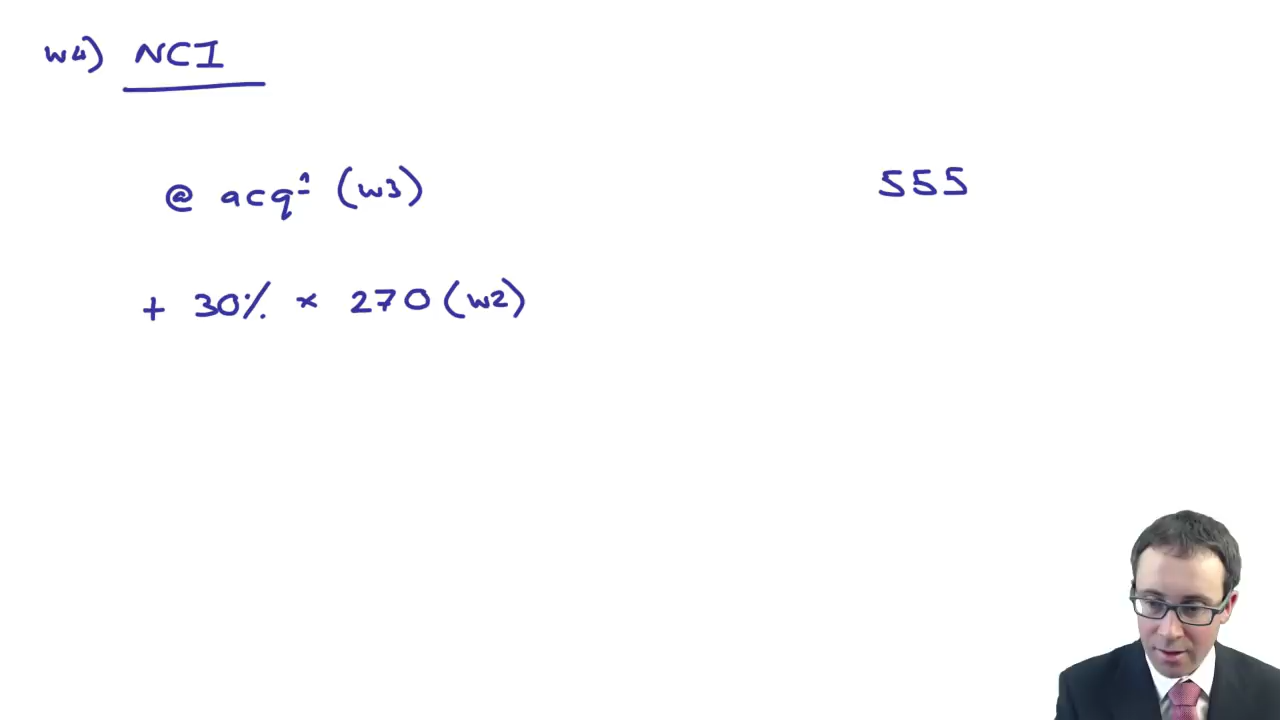 w4) NCI
@ acqⁿ (w3) 555
+ 30% × 270 (w2)